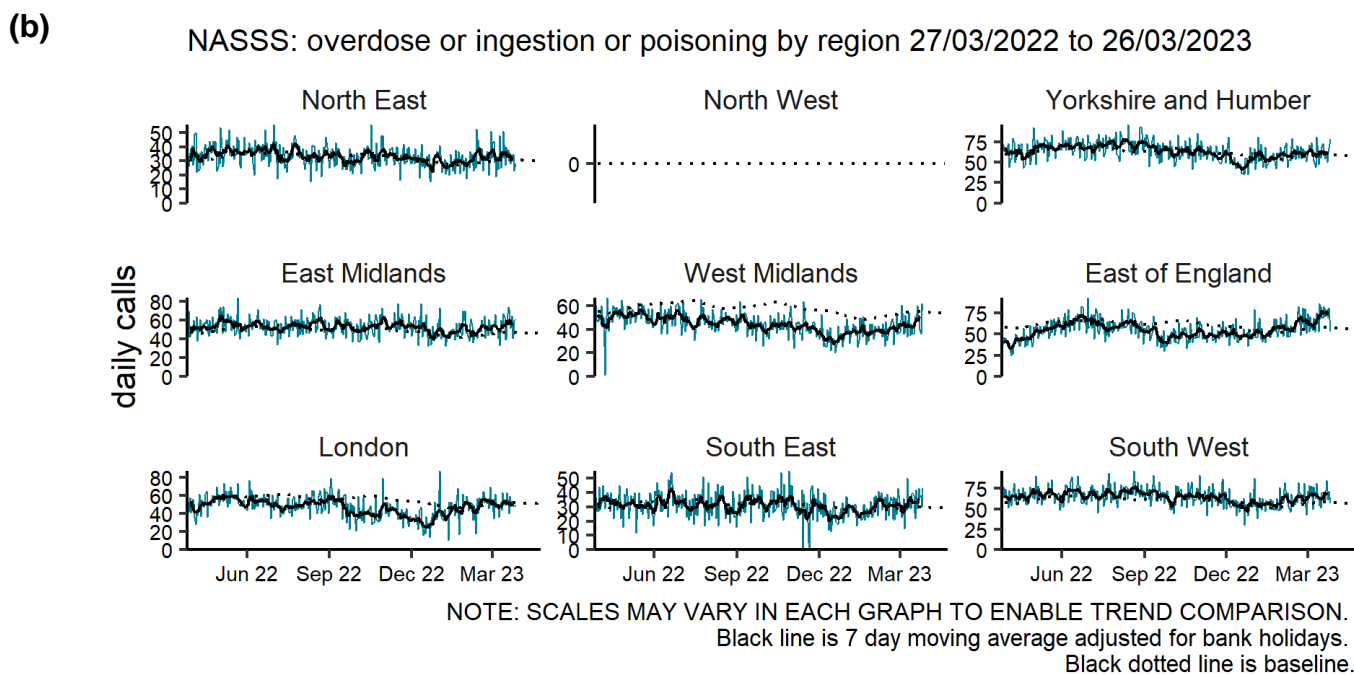 (b)
NASSS: overdose or ingestion or poisoning by region 27/03/2022 to 26/03/2023
North East
North West
Yorkshire and Humber
50
40
30
20
10
0
0
75
50
25
0
daily calls
East Midlands
West Midlands
East of England
80
60
40
20
0
60
40
20
0
75
50
25
0
London
South East
South West
80
60
40
20
0
50
40
30
20
10
0
75
50
25
0
Jun 22 Sep 22 Dec 22 Mar 23
Jun 22 Sep 22 Dec 22 Mar 23
Jun 22 Sep 22 Dec 22 Mar 23
NOTE: SCALES MAY VARY IN EACH GRAPH TO ENABLE TREND COMPARISON.
Black line is 7 day moving average adjusted for bank holidays.
Black dotted line is baseline.